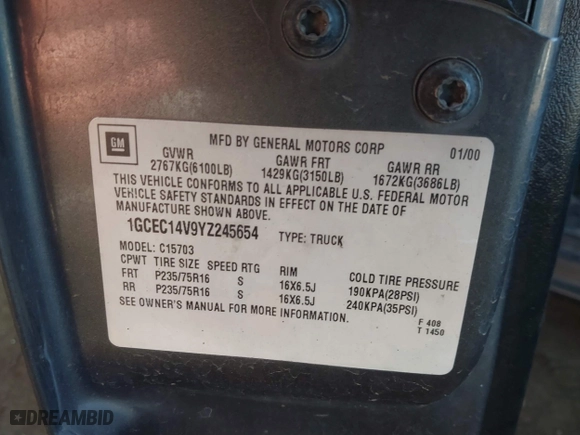 GM
MFD BY GENERAL MOTORS CORP 01/00
GVWR GAWR FRT GAWR RR
2767KG(6100LB) 1429KG(3150LB) 1672KG(3686LB)
THIS VEHICLE CONFORMS TO ALL APPLICABLE U.S. FEDERAL MOTOR
VEHICLE SAFETY STANDARDS IN EFFECT ON THE DATE OF
MANUFACTURE SHOWN ABOVE.
1GCEC14V9YZ245654 TYPE: TRUCK
MODEL: C15703
CPWT TIRE SIZE SPEED RTG RIM COLD TIRE PRESSURE
FRT P235/75R16 S 16X6.5J 190KPA(28PSI)
RR P235/75R16 S 16X6.5J 240KPA(35PSI)
SEE OWNER'S MANUAL FOR MORE INFORMATION.
F 408
T 1450
DREAMBID